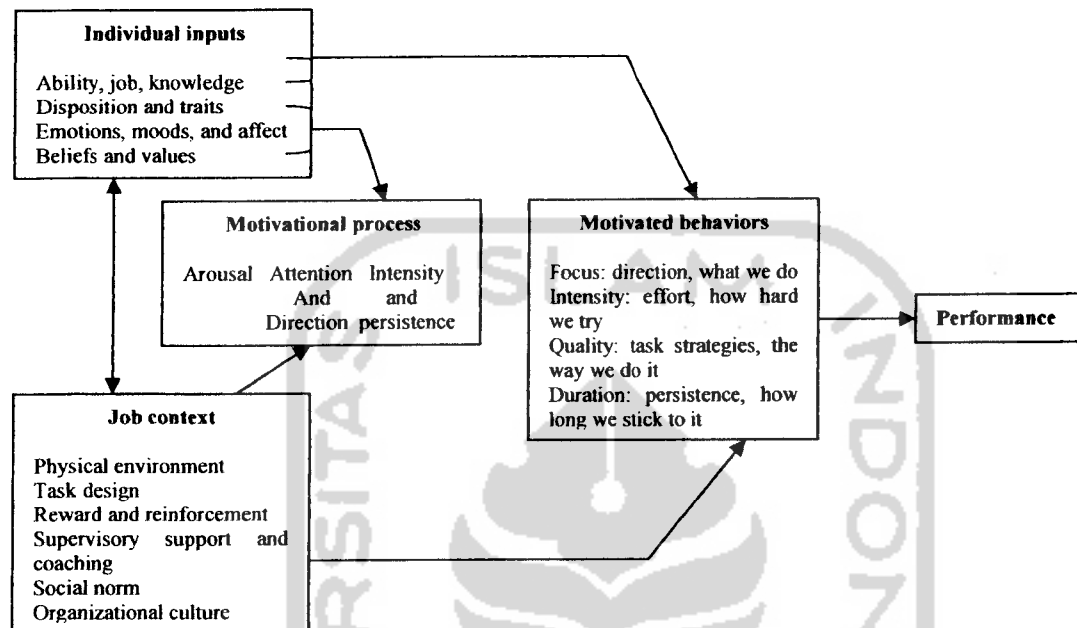 Individual inputs
Ability, job, knowledge
Disposition and traits
Emotions, moods, and affect
Beliefs and values
Motivational process
Arousal Attention Intensity
And and
Direction persistence
Motivated behaviors
Focus: direction, what we do
Intensity: effort, how hard
we try
Quality: task strategies, the
way we do it
Duration: persistence, how
long we stick to it
Performance
Job context
Physical environment
Task design
Reward and reinforcement
Supervisory support and
coaching
Social norm
Organizational culture
ISLAM
RSITAS
INDON